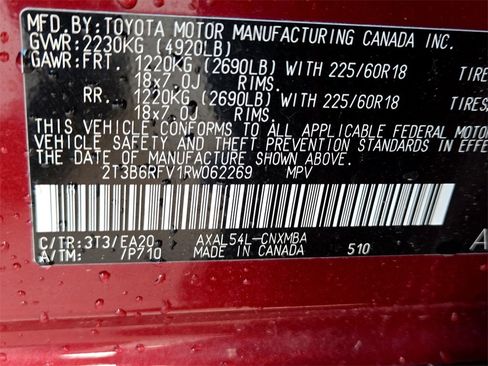 MFD. BY: TOYOTA MOTOR MANUFACTURING CANADA INC.
GVWR: 2230KG (4920LB)
GAWR: FRT. 1220KG (2690LB) WITH 225/60R18 TIRE
18x7.0J RIMS.
RR. 1220KG (2690LB) WITH 225/60R18 TIRES
18x7.0J RIMS.
THIS VEHICLE CONFORMS TO ALL APPLICABLE FEDERAL MOTOR
VEHICLE SAFETY AND THEFT PREVENTION STANDARDS IN EFFE
THE DATE OF MANUFACTURE SHOWN ABOVE.
2T3B6RFV1RW062269 MPV
C/TR: 3T3/EA20 AXAL54L-CNXMBA A
A/TM: /P710 MADE IN CANADA 510